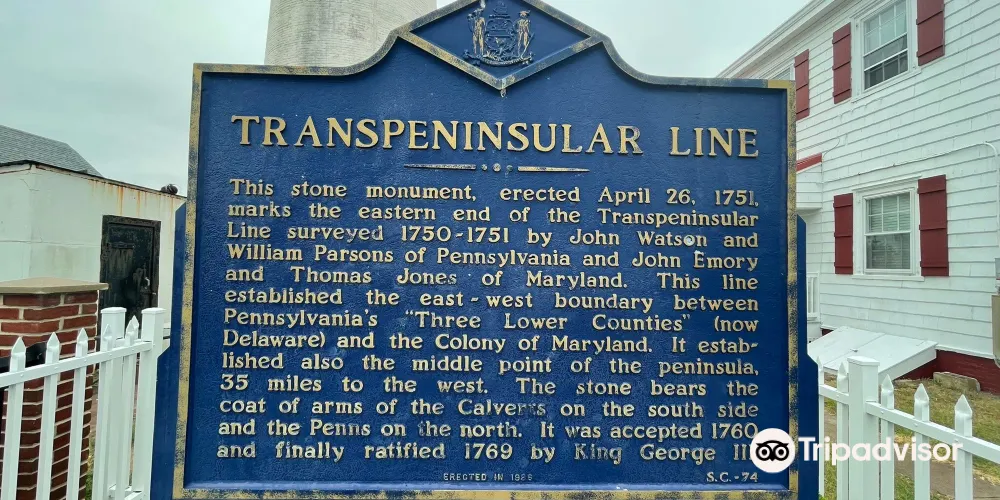 TRANSPENINSULAR LINE
This stone monument, erected April 26, 1751,
marks the eastern end of the Transpeninsular
Line surveyed 1750-1751 by John Watson and
William Parsons of Pennsylvania and John Emory
and Thomas Jones of Maryland. This line
established the east-west boundary between
Pennsylvania's "Three Lower Counties" (now
Delaware) and the Colony of Maryland. It estab-
lished also the middle point of the peninsula,
35 miles to the west. The stone bears the
coat of arms of the Calverts on the south side
and the Penns on the north. It was accepted 1760
and finally ratified 1769 by King George III
ERECTED IN
S.C.-74
Tripadvisor